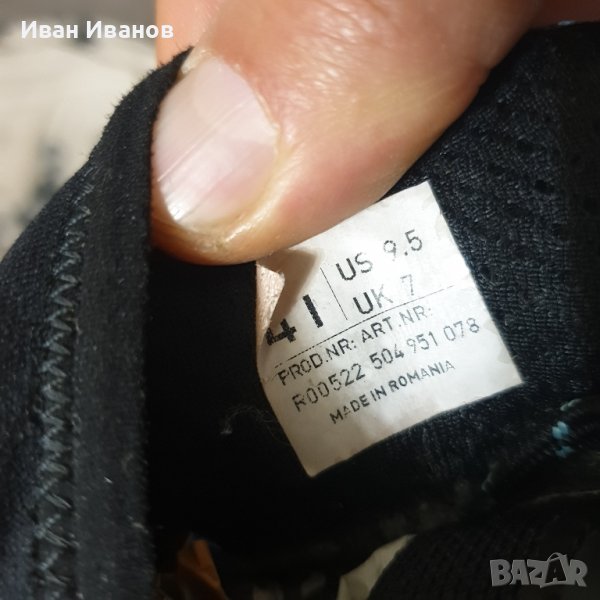 Иван Иванов
41
US 9.5
UK 7
PROD.NR: ART.NR:
R00522 504 951 078
MADE IN ROMANIA
BAZAR